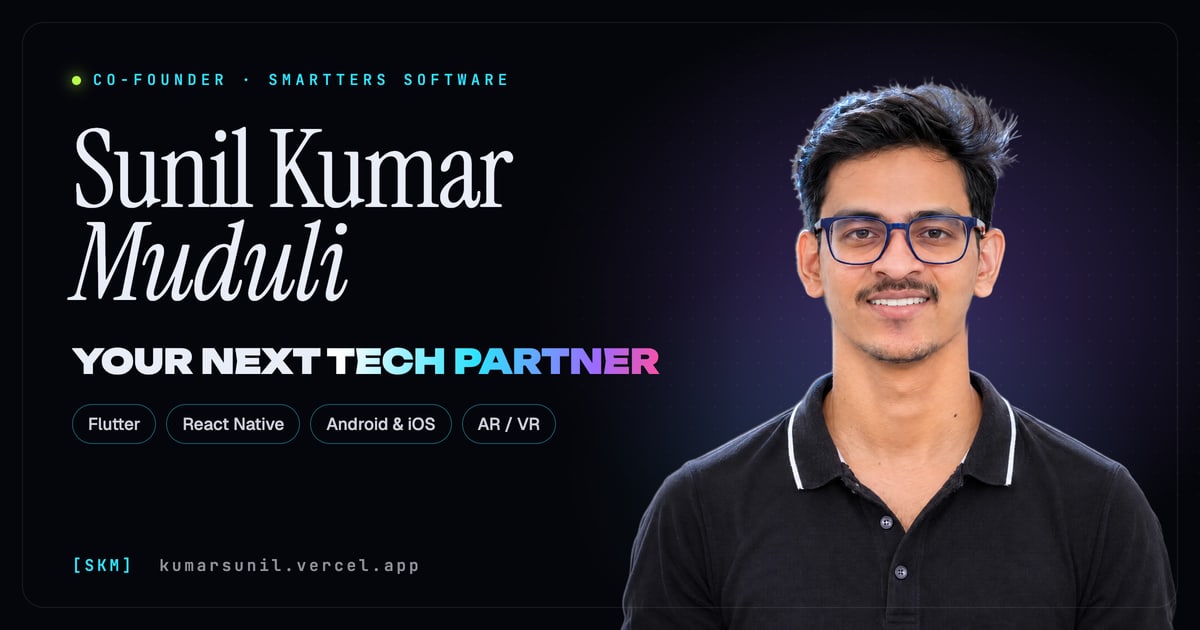 CO-FOUNDER · SMARTTERS SOFTWARE
Sunil Kumar
Muduli
YOUR NEXT TECH PARTNER
Flutter React Native Android & iOS AR / VR
[SKM] kumarsunil.vercel.app